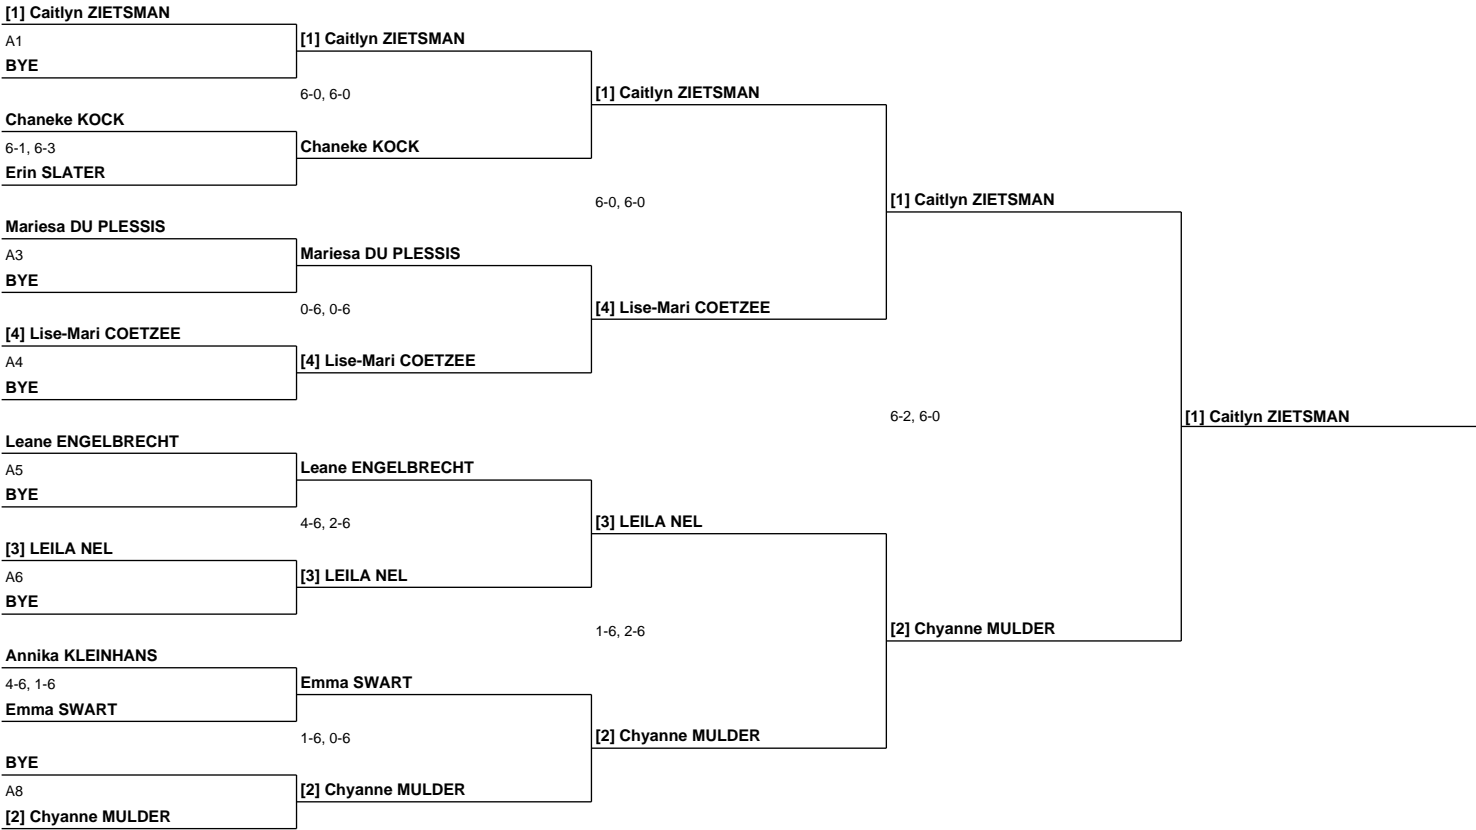 [1] Caitlyn ZIETSMAN
A1
BYE
Chaneke KOCK
6-1, 6-3
Erin SLATER
Mariesa DU PLESSIS
A3
BYE
[4] Lise-Mari COETZEE
A4
BYE
Leane ENGELBRECHT
A5
BYE
[3] LEILA NEL
A6
BYE
Annika KLEINHANS
4-6, 1-6
Emma SWART
BYE
A8
[2] Chyanne MULDER
[1] Caitlyn ZIETSMAN
6-0, 6-0
Chaneke KOCK
Mariesa DU PLESSIS
0-6, 0-6
[4] Lise-Mari COETZEE
Leane ENGELBRECHT
4-6, 2-6
[3] LEILA NEL
Emma SWART
1-6, 0-6
[2] Chyanne MULDER
[1] Caitlyn ZIETSMAN
6-0, 6-0
[4] Lise-Mari COETZEE
[3] LEILA NEL
1-6, 2-6
[2] Chyanne MULDER
[1] Caitlyn ZIETSMAN
6-2, 6-0
[2] Chyanne MULDER
[1] Caitlyn ZIETSMAN